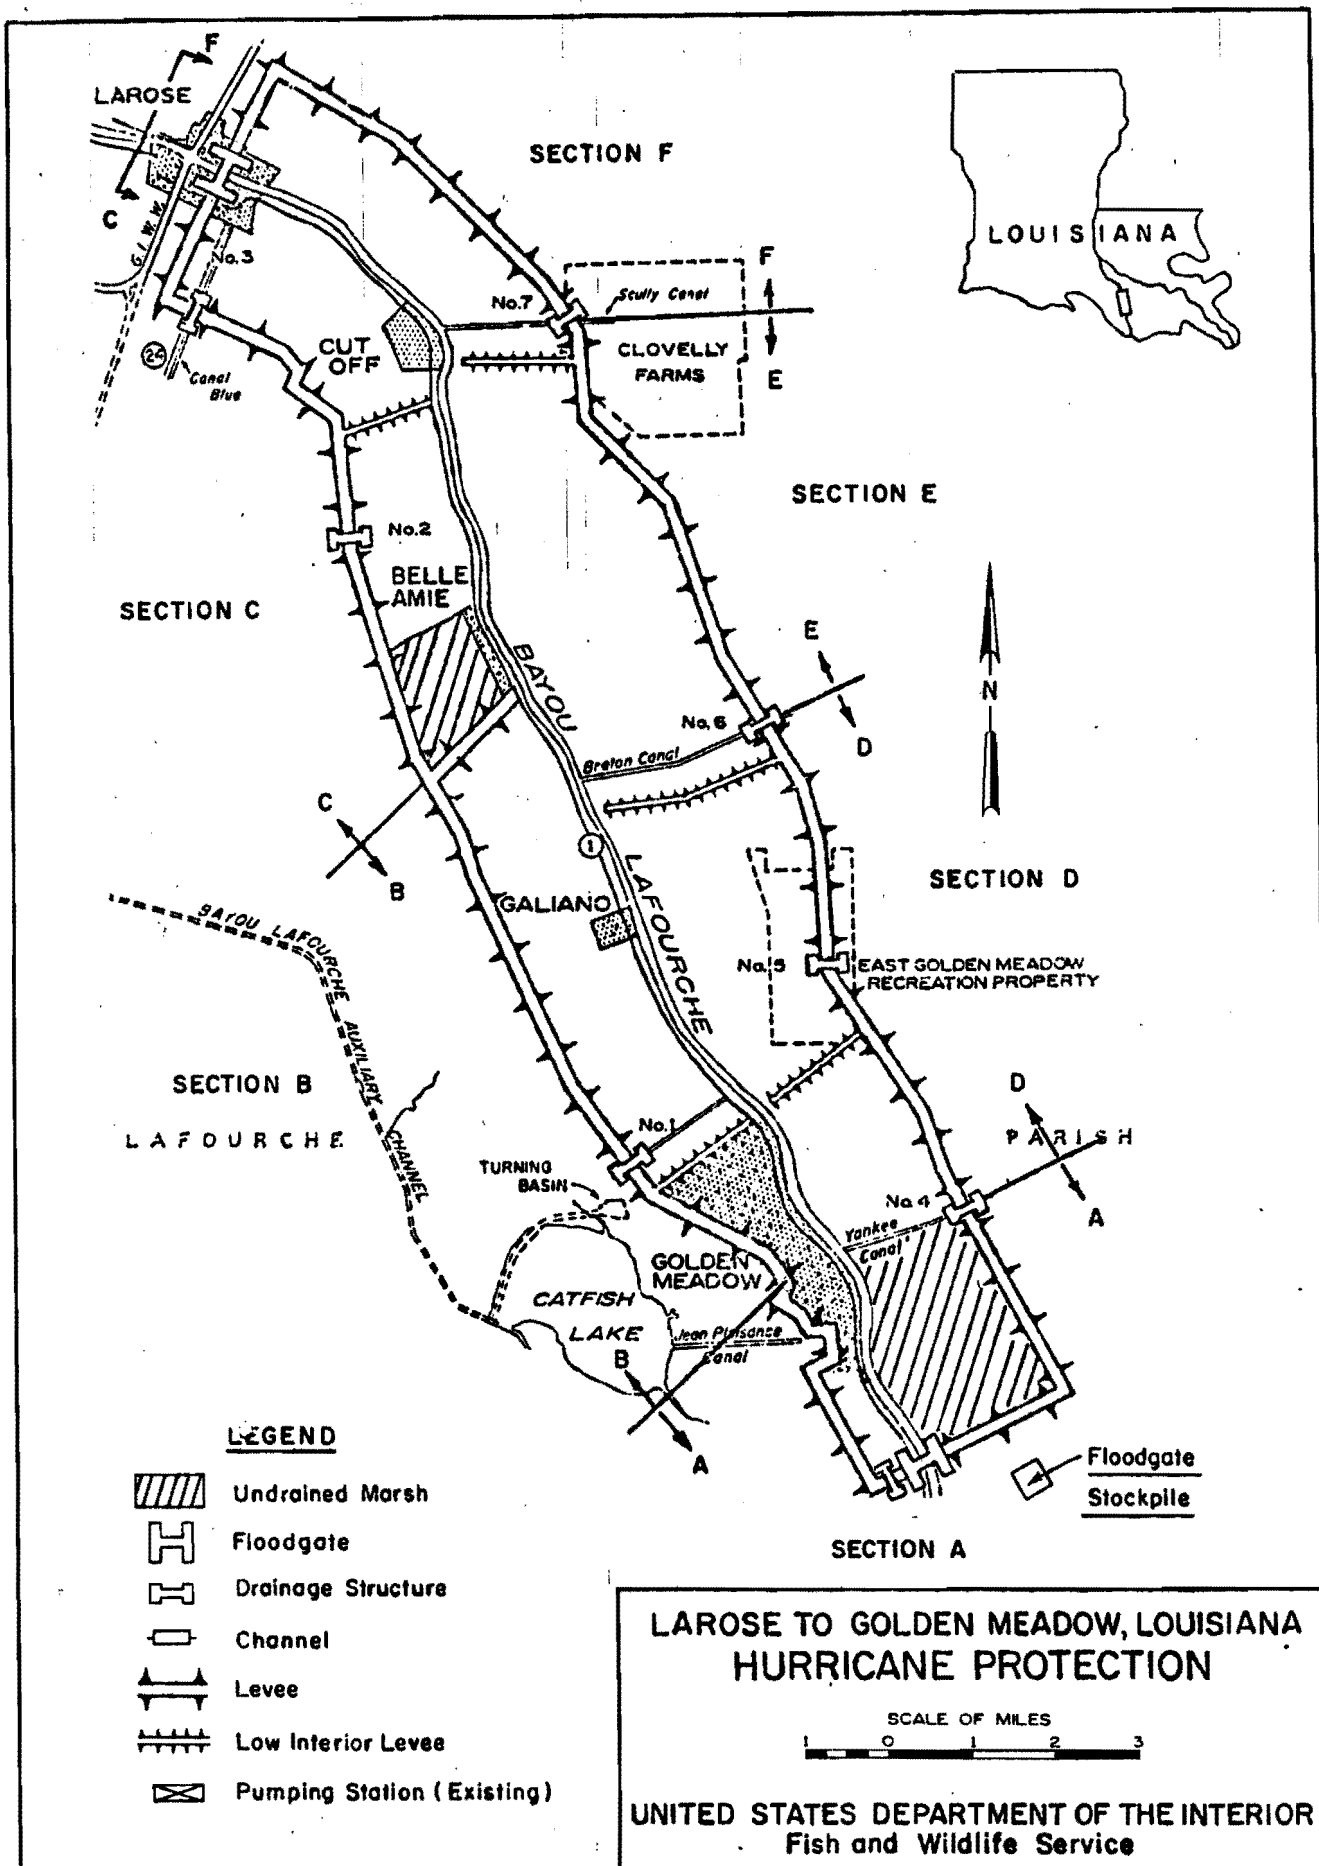 F
LAROSE
SECTION F
C
G.I.W.W.
No.3
LOUISIANA
F
No.7
Scully Canal
CUT
OFF
CLOVELLY
FARMS
E
24
Canal
Blue
SECTION E
No.2
BELLE
AMIE
SECTION C
E
N
BAYOU
No.6
D
Breton Canal
C
B
1
LAFOURCHE
SECTION D
GALIANO
BAYOU LAFOURCHE AUXILIARY CHANNEL
No.5
EAST GOLDEN MEADOW
RECREATION PROPERTY
SECTION B
D
LAFOURCHE
PARISH
No.1
TURNING
BASIN
No.4
A
Yankee
Canal
GOLDEN
MEADOW
CATFISH
LAKE
Jean Plaisance
Canal
B
A
Floodgate
Stockpile
SECTION A
LEGEND
Undrained Marsh
Floodgate
Drainage Structure
Channel
Levee
Low Interior Levee
Pumping Station (Existing)
LAROSE TO GOLDEN MEADOW, LOUISIANA
HURRICANE PROTECTION
SCALE OF MILES
1 0 1 2 3
UNITED STATES DEPARTMENT OF THE INTERIOR
Fish and Wildlife Service